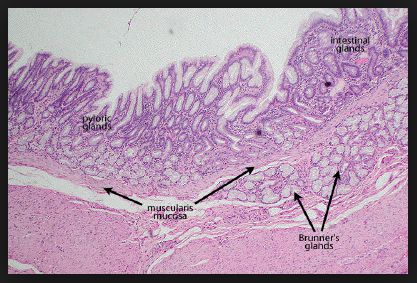 intestinal
glands
pyloric
glands
muscularis
mucosa
Brunner's
glands